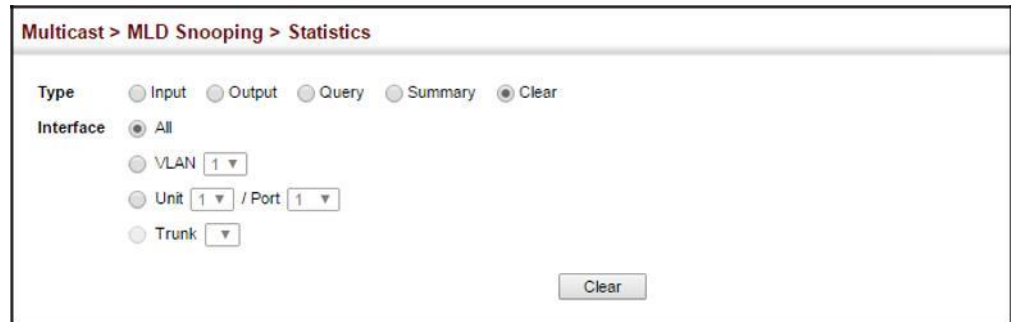 Multicast > MLD Snooping > Statistics
Type Input Output Query Summary Clear
Interface All
VLAN 1
Unit 1 / Port 1
Trunk
Clear